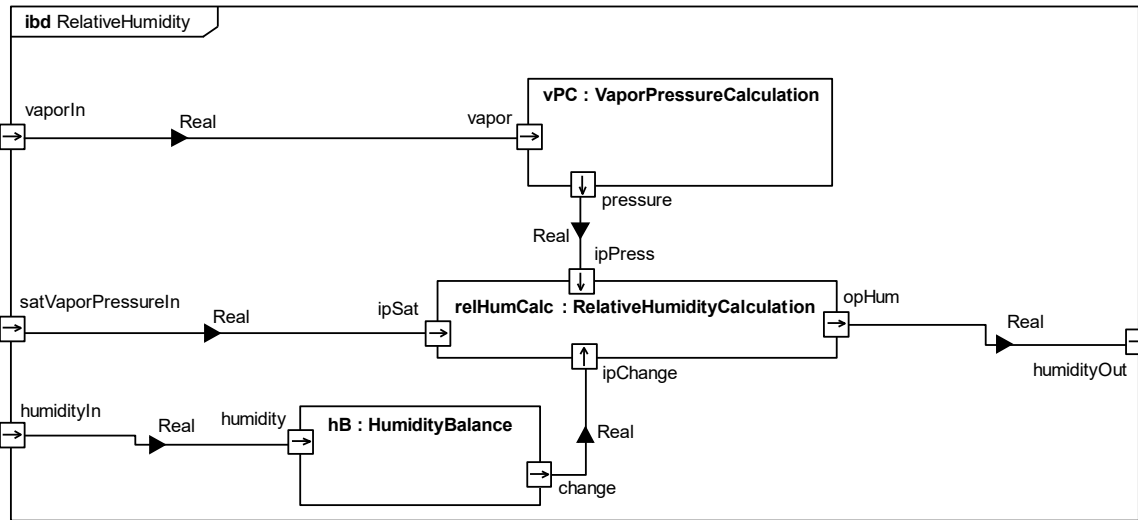 ibd RelativeHumidity
vPC : VaporPressureCalculation
vaporIn
Real
vapor
pressure
Real
ipPress
satVaporPressureIn
Real
ipSat
relHumCalc : RelativeHumidityCalculation
opHum
Real
humidityOut
ipChange
humidityIn
Real
humidity
hB : HumidityBalance
Real
change